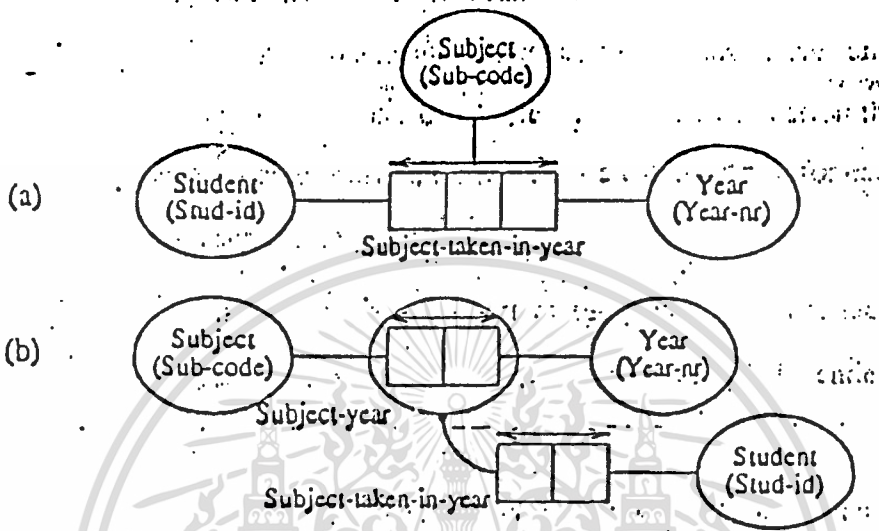 Subject
(Sub-code)
(a)
Student
(Stud-id)
Year
(Year-nr)
Subject-taken-in-year
(b)
Subject
(Sub-code)
Year
(Year-nr)
Subject-year
Student
(Stud-id)
Subject-taken-in-year